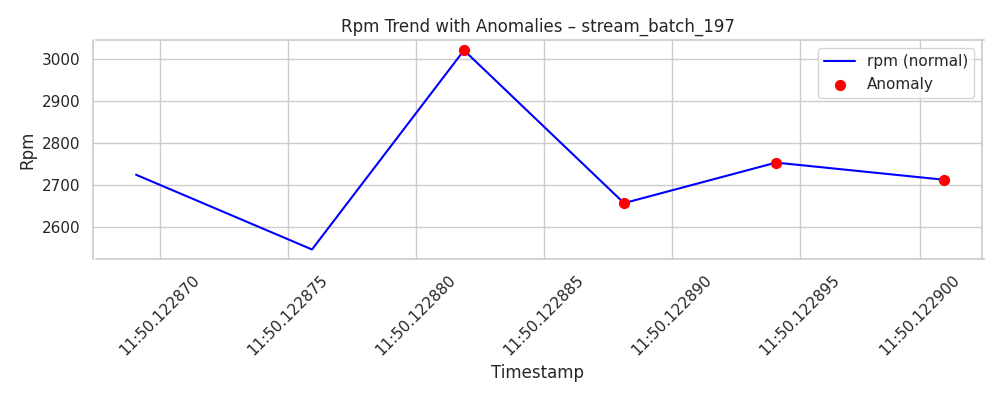 Rpm Trend with Anomalies – stream_batch_197
rpm (normal)
Anomaly
Rpm
3000
2900
2800
2700
2600
11:50.122870
11:50.122875
11:50.122880
11:50.122885
11:50.122890
11:50.122895
11:50.122900
Timestamp